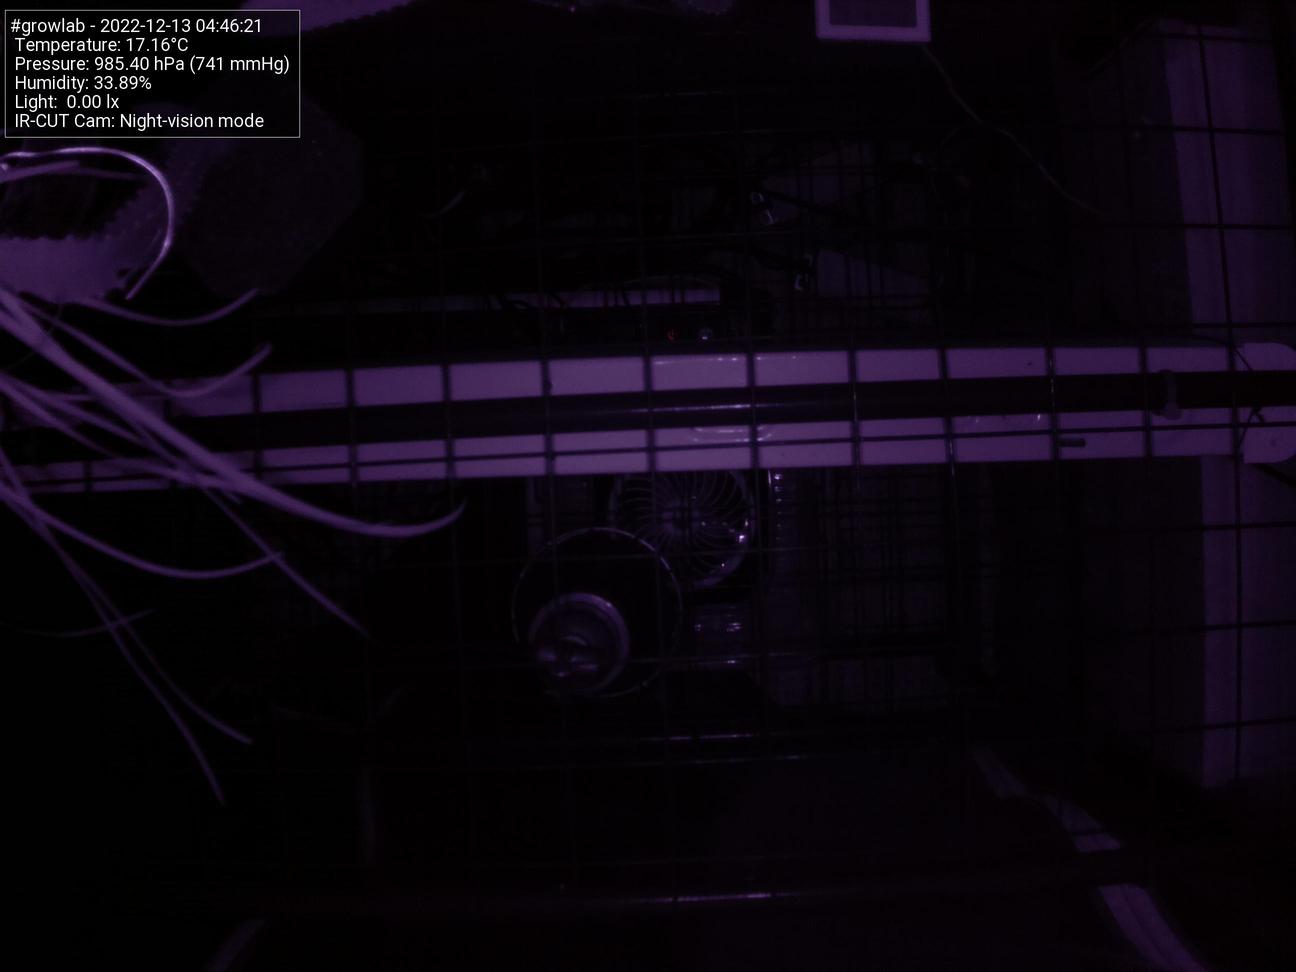 #growlab - 2022-12-13 04:46:21
Temperature: 17.16°C
Pressure: 985.40 hPa (741 mmHg)
Humidity: 33.89%
Light:  0.00 lx
IR-CUT Cam: Night-vision mode